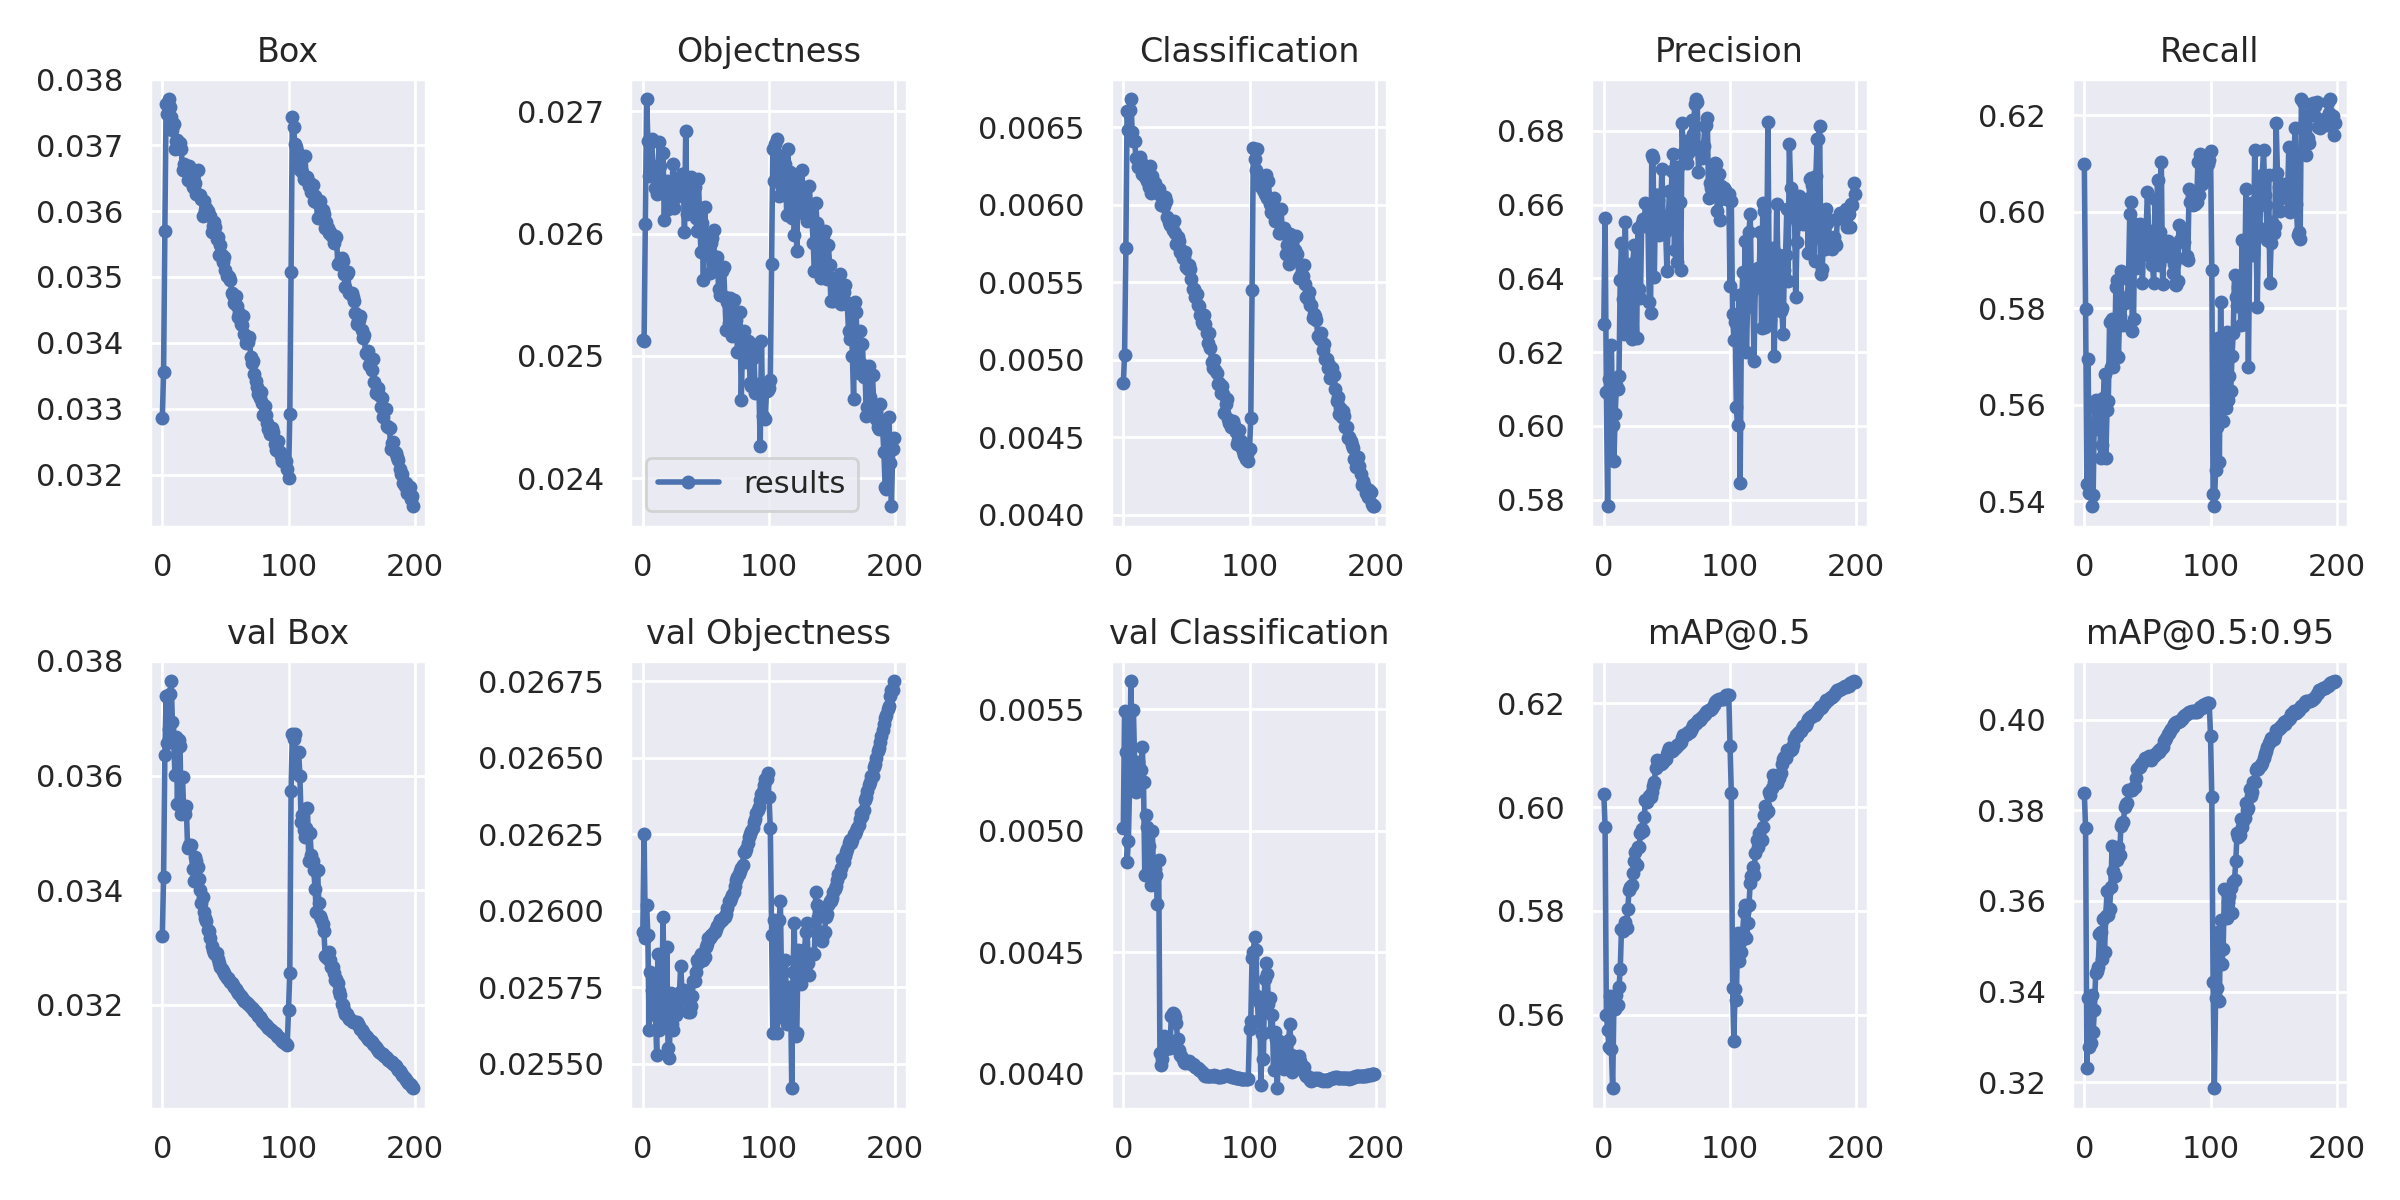 Box
Objectness
Classification
Precision
Recall
0.038
0.037
0.036
0.035
0.034
0.033
0.032
0 100 200
0.027
0.026
0.025
0.024
results
0 100 200
0.0065
0.0060
0.0055
0.0050
0.0045
0.0040
0 100 200
0.68
0.66
0.64
0.62
0.60
0.58
0 100 200
0.62
0.60
0.58
0.56
0.54
0 100 200
val Box
val Objectness
val Classification
mAP@0.5
mAP@0.5:0.95
0.038
0.036
0.034
0.032
0 100 200
0.02675
0.02650
0.02625
0.02600
0.02575
0.02550
0 100 200
0.0055
0.0050
0.0045
0.0040
0 100 200
0.62
0.60
0.58
0.56
0 100 200
0.40
0.38
0.36
0.34
0.32
0 100 200